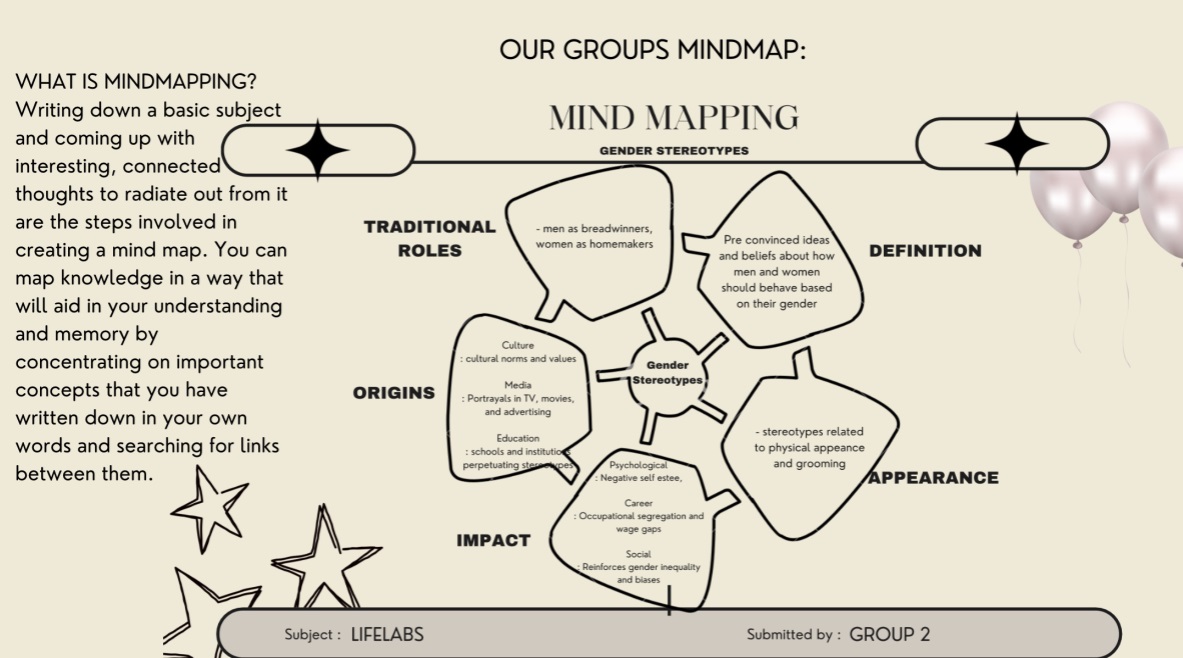 OUR GROUPS MINDMAP:
WHAT IS MINDMAPPING?
Writing down a basic subject
and coming up with
interesting, connected
thoughts to radiate out from it
are the steps involved in
creating a mind map. You can
map knowledge in a way that
will aid in your understanding
and memory by
concentrating on important
concepts that you have
written down in your own
words and searching for links
between them.
MIND MAPPING
GENDER STEREOTYPES
TRADITIONAL
ROLES
- men as breadwinners,
women as homemakers
Pre convinced ideas
and beliefs about how
men and women
should behave based
on their gender
DEFINITION
Gender
Stereotypes
ORIGINS
Culture
: cultural norms and values
Media
: Portrayals in TV, movies,
and advertising
Education
: schools and institutions
perpetuating stereotypes
- stereotypes related
to physical appeance
and grooming
APPEARANCE
IMPACT
Psychological
: Negative self estee,
Career
: Occupational segregation and
wage gaps
Social
: Reinforces gender inequality
and biases
Subject : LIFELABS
Submitted by : GROUP 2